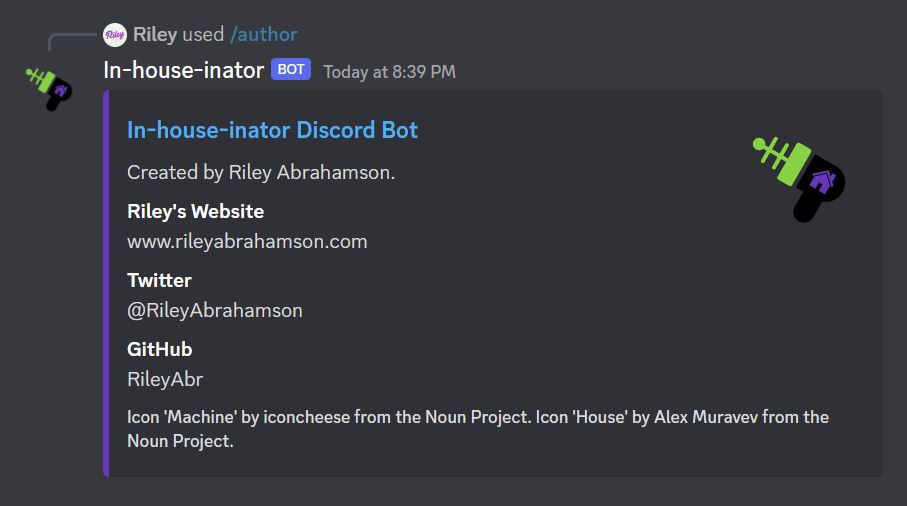 Riley Riley used /author
In-house-inator BOT Today at 8:39 PM
In-house-inator Discord Bot
Created by Riley Abrahamson.
Riley's Website
www.rileyabrahamson.com
Twitter
@RileyAbrahamson
GitHub
RileyAbr
Icon 'Machine' by iconcheese from the Noun Project. Icon 'House' by Alex Muravev from the
Noun Project.